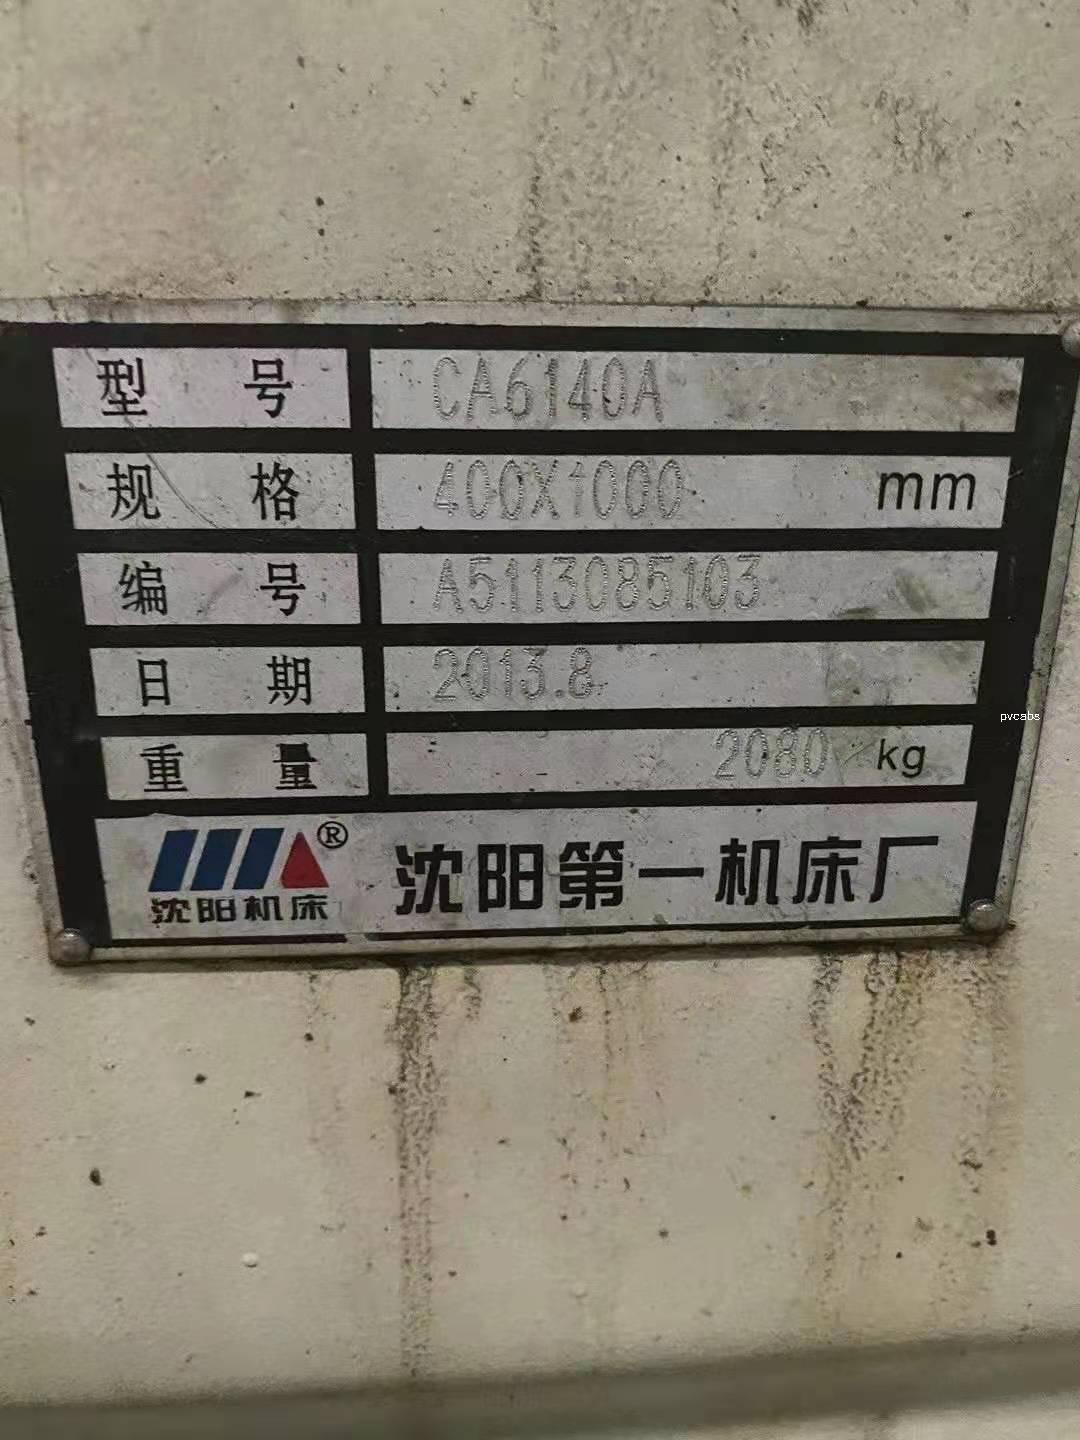 型 号 CA6140A
规 格 400X1000 mm
编 号 A5113085103
日 期 2013.8
重 量 2080 kg
沈阳机床® 沈阳第一机床厂
pvcabs